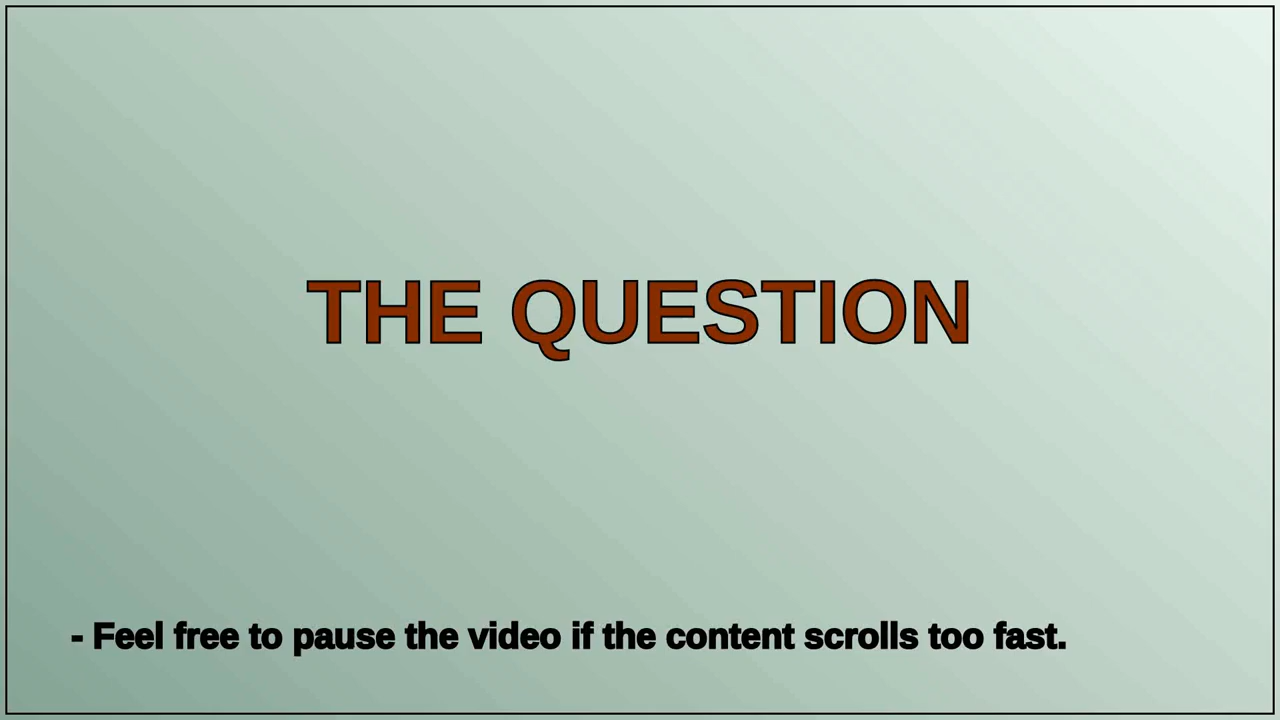 THE QUESTION
- Feel free to pause the video if the content scrolls too fast.